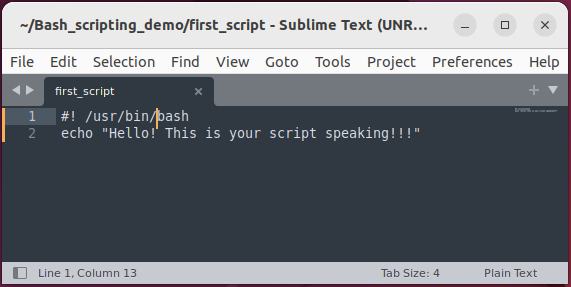 ~/Bash_scripting_demo/first_script - Sublime Text (UNR...
File Edit Selection Find View Goto Tools Project Preferences Help
first_script
1 #! /usr/bin/bash
2 echo "Hello! This is your script speaking!!!"
Line 1, Column 13 Tab Size: 4 Plain Text